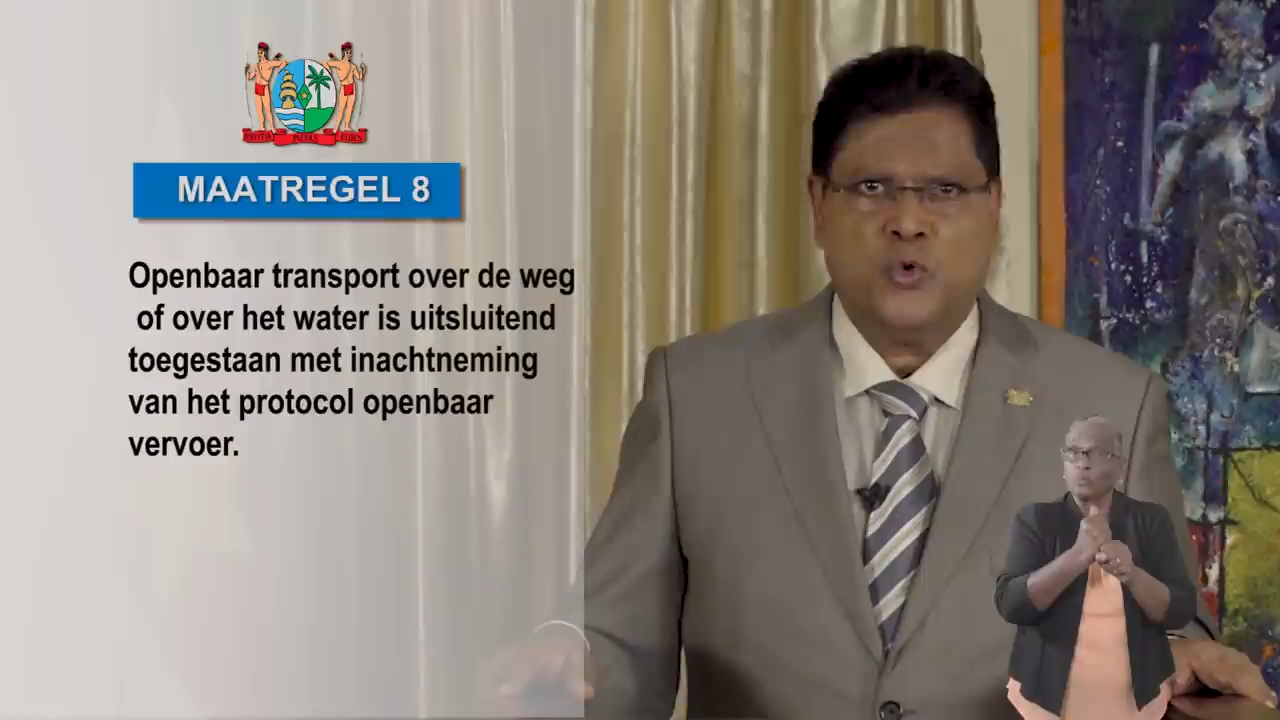 MAATREGEL 8
Openbaar transport over de weg
of over het water is uitsluitend
toegestaan met inachtneming
van het protocol openbaar
vervoer.